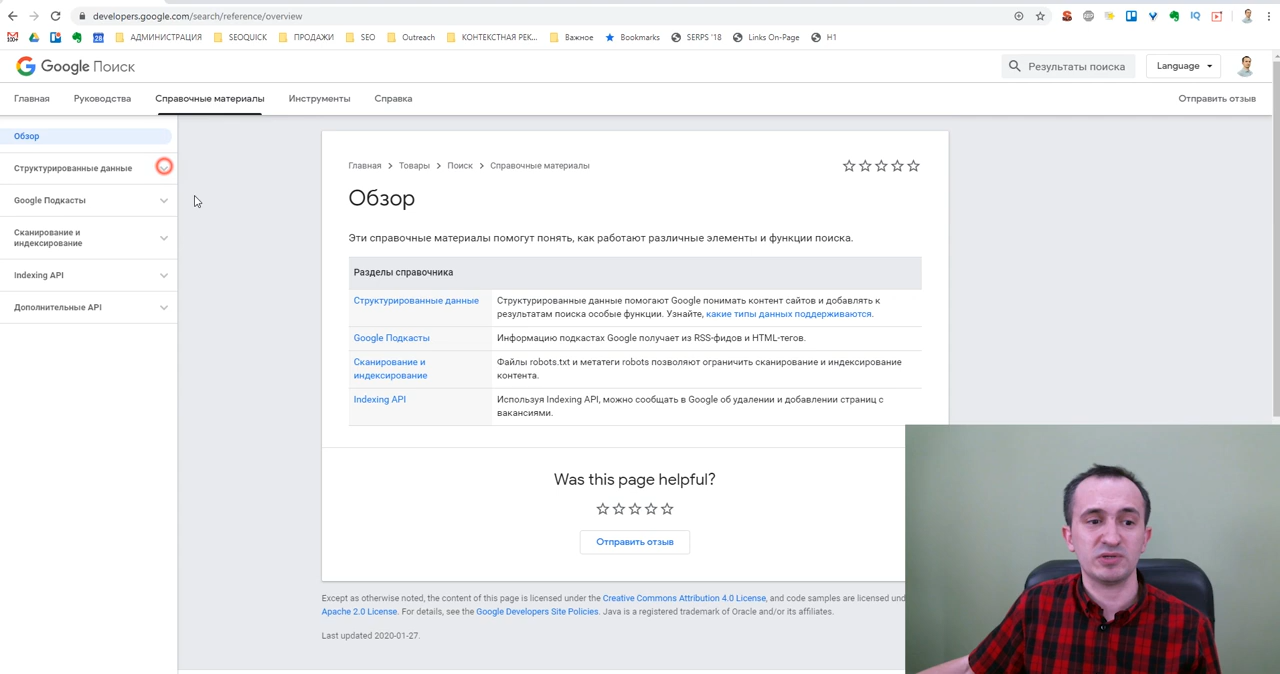 developers.google.com/search/reference/overview
100+
28
АДМИНИСТРАЦИЯ
SEOQUICK
ПРОДАЖИ
SEO
Outreach
КОНТЕКСТНАЯ РЕК...
Важное
Bookmarks
SERPS '18
Links On-Page
H1
IQ
Google Поиск
Результаты поиска
Language
Главная
Руководства
Справочные материалы
Инструменты
Справка
Отправить отзыв
Обзор
Структурированные данные
Google Подкасты
Сканирование и
индексирование
Indexing API
Дополнительные API
Главная > Товары > Поиск > Справочные материалы
Обзор
Эти справочные материалы помогут понять, как работают различные элементы и функции поиска.
Разделы справочника
Структурированные данные
Структурированные данные помогают Google понимать контент сайтов и добавлять к
результатам поиска особые функции. Узнайте, какие типы данных поддерживаются.
Google Подкасты
Информацию подкастах Google получает из RSS-фидов и HTML-тегов.
Сканирование и
индексирование
Файлы robots.txt и метатеги robots позволяют ограничить сканирование и индексирование
контента.
Indexing API
Используя Indexing API, можно сообщать в Google об удалении и добавлении страниц с
вакансиями.
Was this page helpful?
Отправить отзыв
Except as otherwise noted, the content of this page is licensed under the Creative Commons Attribution 4.0 License, and code samples are licensed und
Apache 2.0 License. For details, see the Google Developers Site Policies. Java is a registered trademark of Oracle and/or its affiliates.
Last updated 2020-01-27.